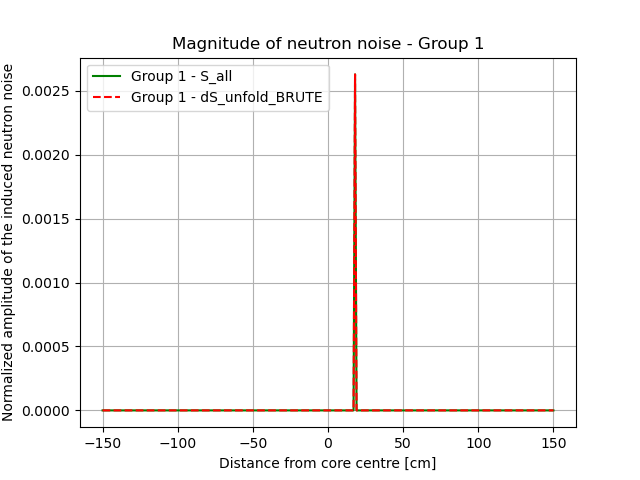 Magnitude of neutron noise - Group 1
Group 1 - S_all
Group 1 - dS_unfold_BRUTE
Normalized amplitude of the induced neutron noise
0.0025
0.0020
0.0015
0.0010
0.0005
0.0000
−150
−100
−50
0
50
100
150
Distance from core centre [cm]